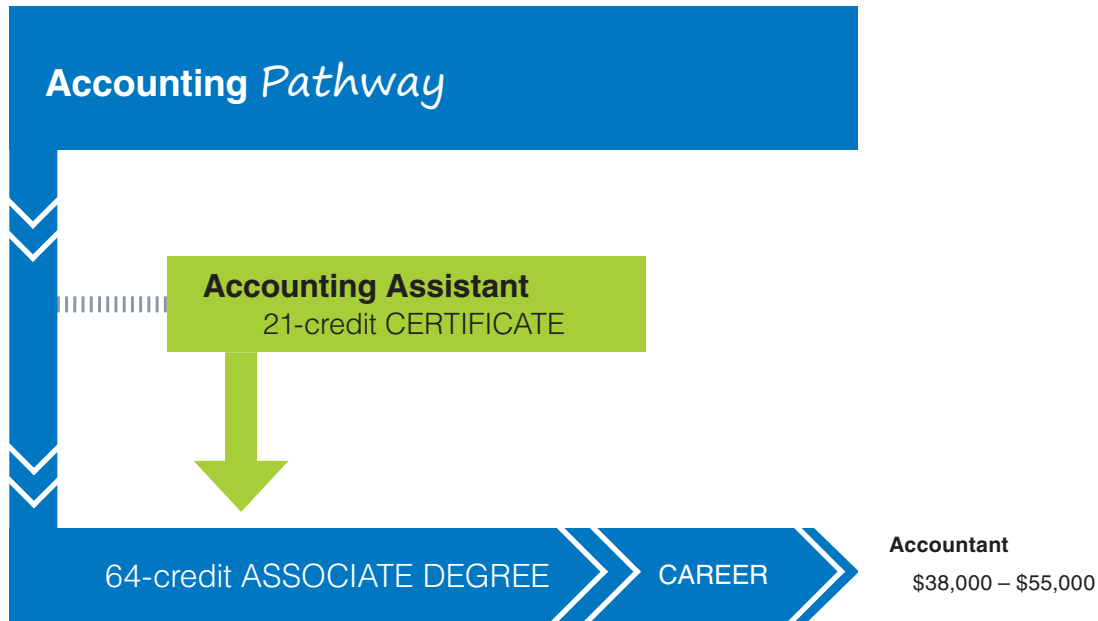 Accounting Pathway
Accounting Assistant
21-credit CERTIFICATE
64-credit ASSOCIATE DEGREE
CAREER
Accountant
$38,000 – $55,000